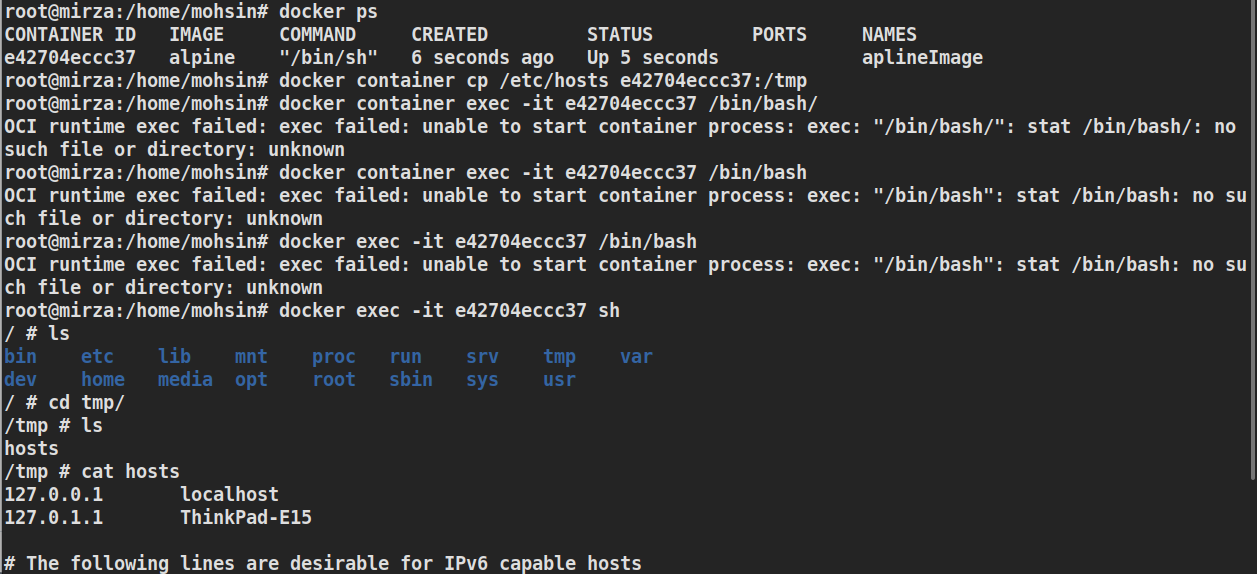 root@mirza:/home/mohsin# docker ps
CONTAINER ID   IMAGE     COMMAND     CREATED         STATUS         PORTS     NAMES
e42704eccc37   alpine    "/bin/sh"   6 seconds ago   Up 5 seconds             aplineImage
root@mirza:/home/mohsin# docker container cp /etc/hosts e42704eccc37:/tmp
root@mirza:/home/mohsin# docker container exec -it e42704eccc37 /bin/bash/
OCI runtime exec failed: exec failed: unable to start container process: exec: "/bin/bash/": stat /bin/bash/: no
such file or directory: unknown
root@mirza:/home/mohsin# docker container exec -it e42704eccc37 /bin/bash
OCI runtime exec failed: exec failed: unable to start container process: exec: "/bin/bash": stat /bin/bash: no su
ch file or directory: unknown
root@mirza:/home/mohsin# docker exec -it e42704eccc37 /bin/bash
OCI runtime exec failed: exec failed: unable to start container process: exec: "/bin/bash": stat /bin/bash: no su
ch file or directory: unknown
root@mirza:/home/mohsin# docker exec -it e42704eccc37 sh
/ # ls
bin    etc    lib    mnt    proc   run    srv    tmp    var
dev    home   media  opt    root   sbin   sys    usr
/ # cd tmp/
/tmp # ls
hosts
/tmp # cat hosts
127.0.0.1       localhost
127.0.1.1       ThinkPad-E15
# The following lines are desirable for IPv6 capable hosts